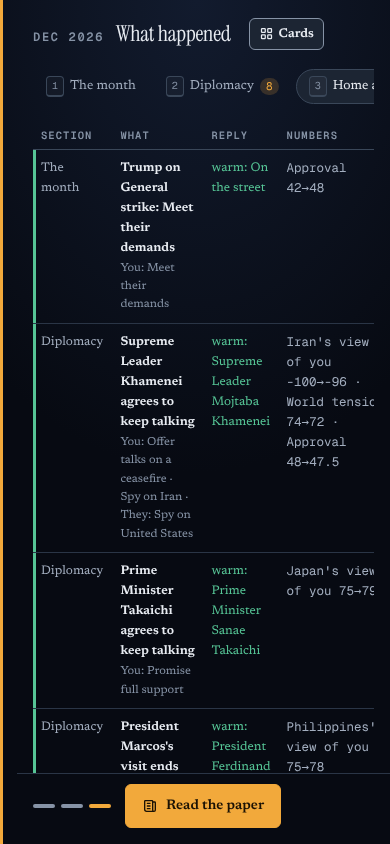 DEC 2026 What happened Cards
1 The month 2 Diplomacy 8 3 Home a
SECTION WHAT REPLY NUMBERS
The month
Trump on General strike: Meet their demands
You: Meet their demands
warm: On the street
Approval 42→48
Diplomacy
Supreme Leader Khamenei agrees to keep talking
You: Offer talks on a ceasefire · Spy on Iran · They: Spy on United States
warm: Supreme Leader Mojtaba Khamenei
Iran's view of you -100→-96 · World tensio 74→72 · Approval 48→47.5
Diplomacy
Prime Minister Takaichi agrees to keep talking
You: Promise full support
warm: Prime Minister Sanae Takaichi
Japan's view of you 75→79
Diplomacy
President Marcos's visit ends
warm: President Ferdinand
Philippines' view of you 75→78
Read the paper